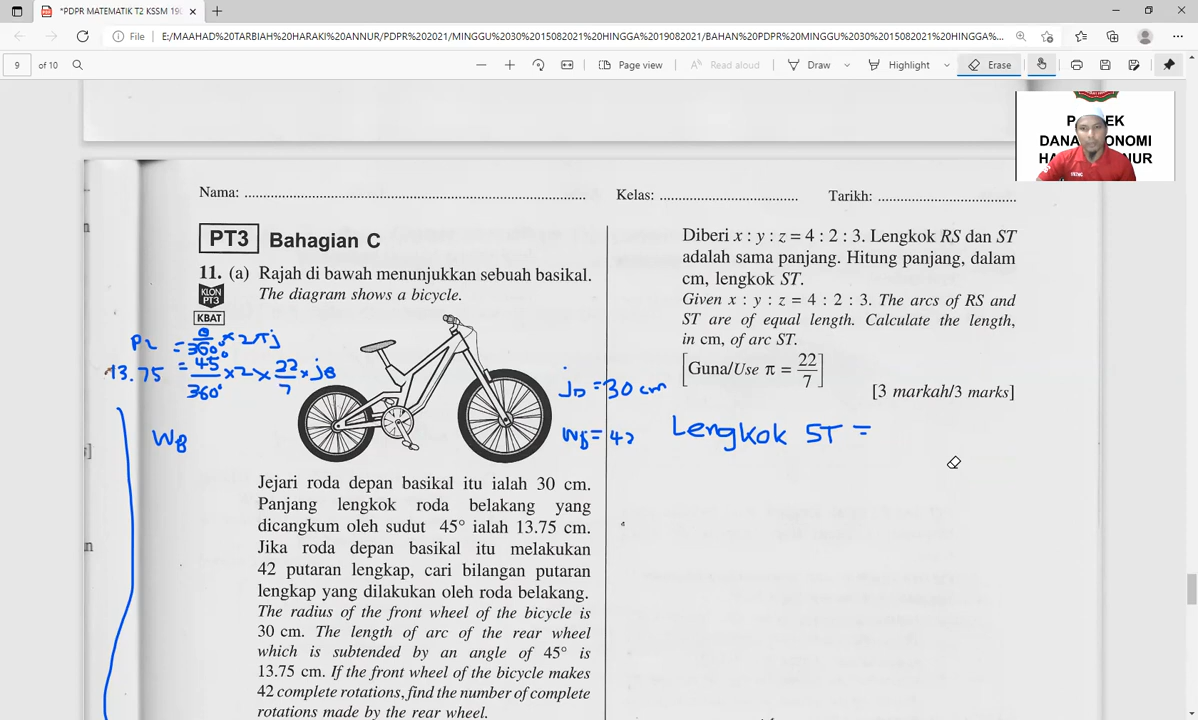 *PDPR MATEMATIK T2 KSSM 190
File
E:/MAAHAD%20TARBIAH%20HARAKI%20ANNUR/PDPR%202021/MINGGU%2030%2015082021%20HINGGA%2019082021/BAHAN%20PDPR%20MINGGU%2030%2015082021%20HINGGA%...
9 of 10
Page view
Read aloud
Draw
Highlight
Erase
DANA
ONOMI
Nama:
Kelas:
Tarikh:
PT3 Bahagian C
11. (a) Rajah di bawah menunjukkan sebuah basikal.
The diagram shows a bicycle.
KLON
PT3
KBAT
= θ/360° × 2πj
13.75 = 45/360° × 2 × 22/7 × jB
WB
jD = 30 cm
= 42
Jejari roda depan basikal itu ialah 30 cm.
Panjang lengkok roda belakang yang
dicangkum oleh sudut 45° ialah 13.75 cm.
Jika roda depan basikal itu melakukan
42 putaran lengkap, cari bilangan putaran
lengkap yang dilakukan oleh roda belakang.
The radius of the front wheel of the bicycle is
30 cm. The length of arc of the rear wheel
which is subtended by an angle of 45° is
13.75 cm. If the front wheel of the bicycle makes
42 complete rotations, find the number of complete
rotations made by the rear wheel.
Diberi x : y : z = 4 : 2 : 3. Lengkok RS dan ST
adalah sama panjang. Hitung panjang, dalam
cm, lengkok ST.
Given x : y : z = 4 : 2 : 3. The arcs of RS and
ST are of equal length. Calculate the length,
in cm, of arc ST.
[Guna/Use π = 22/7]
[3 markah/3 marks]
Lengkok ST =